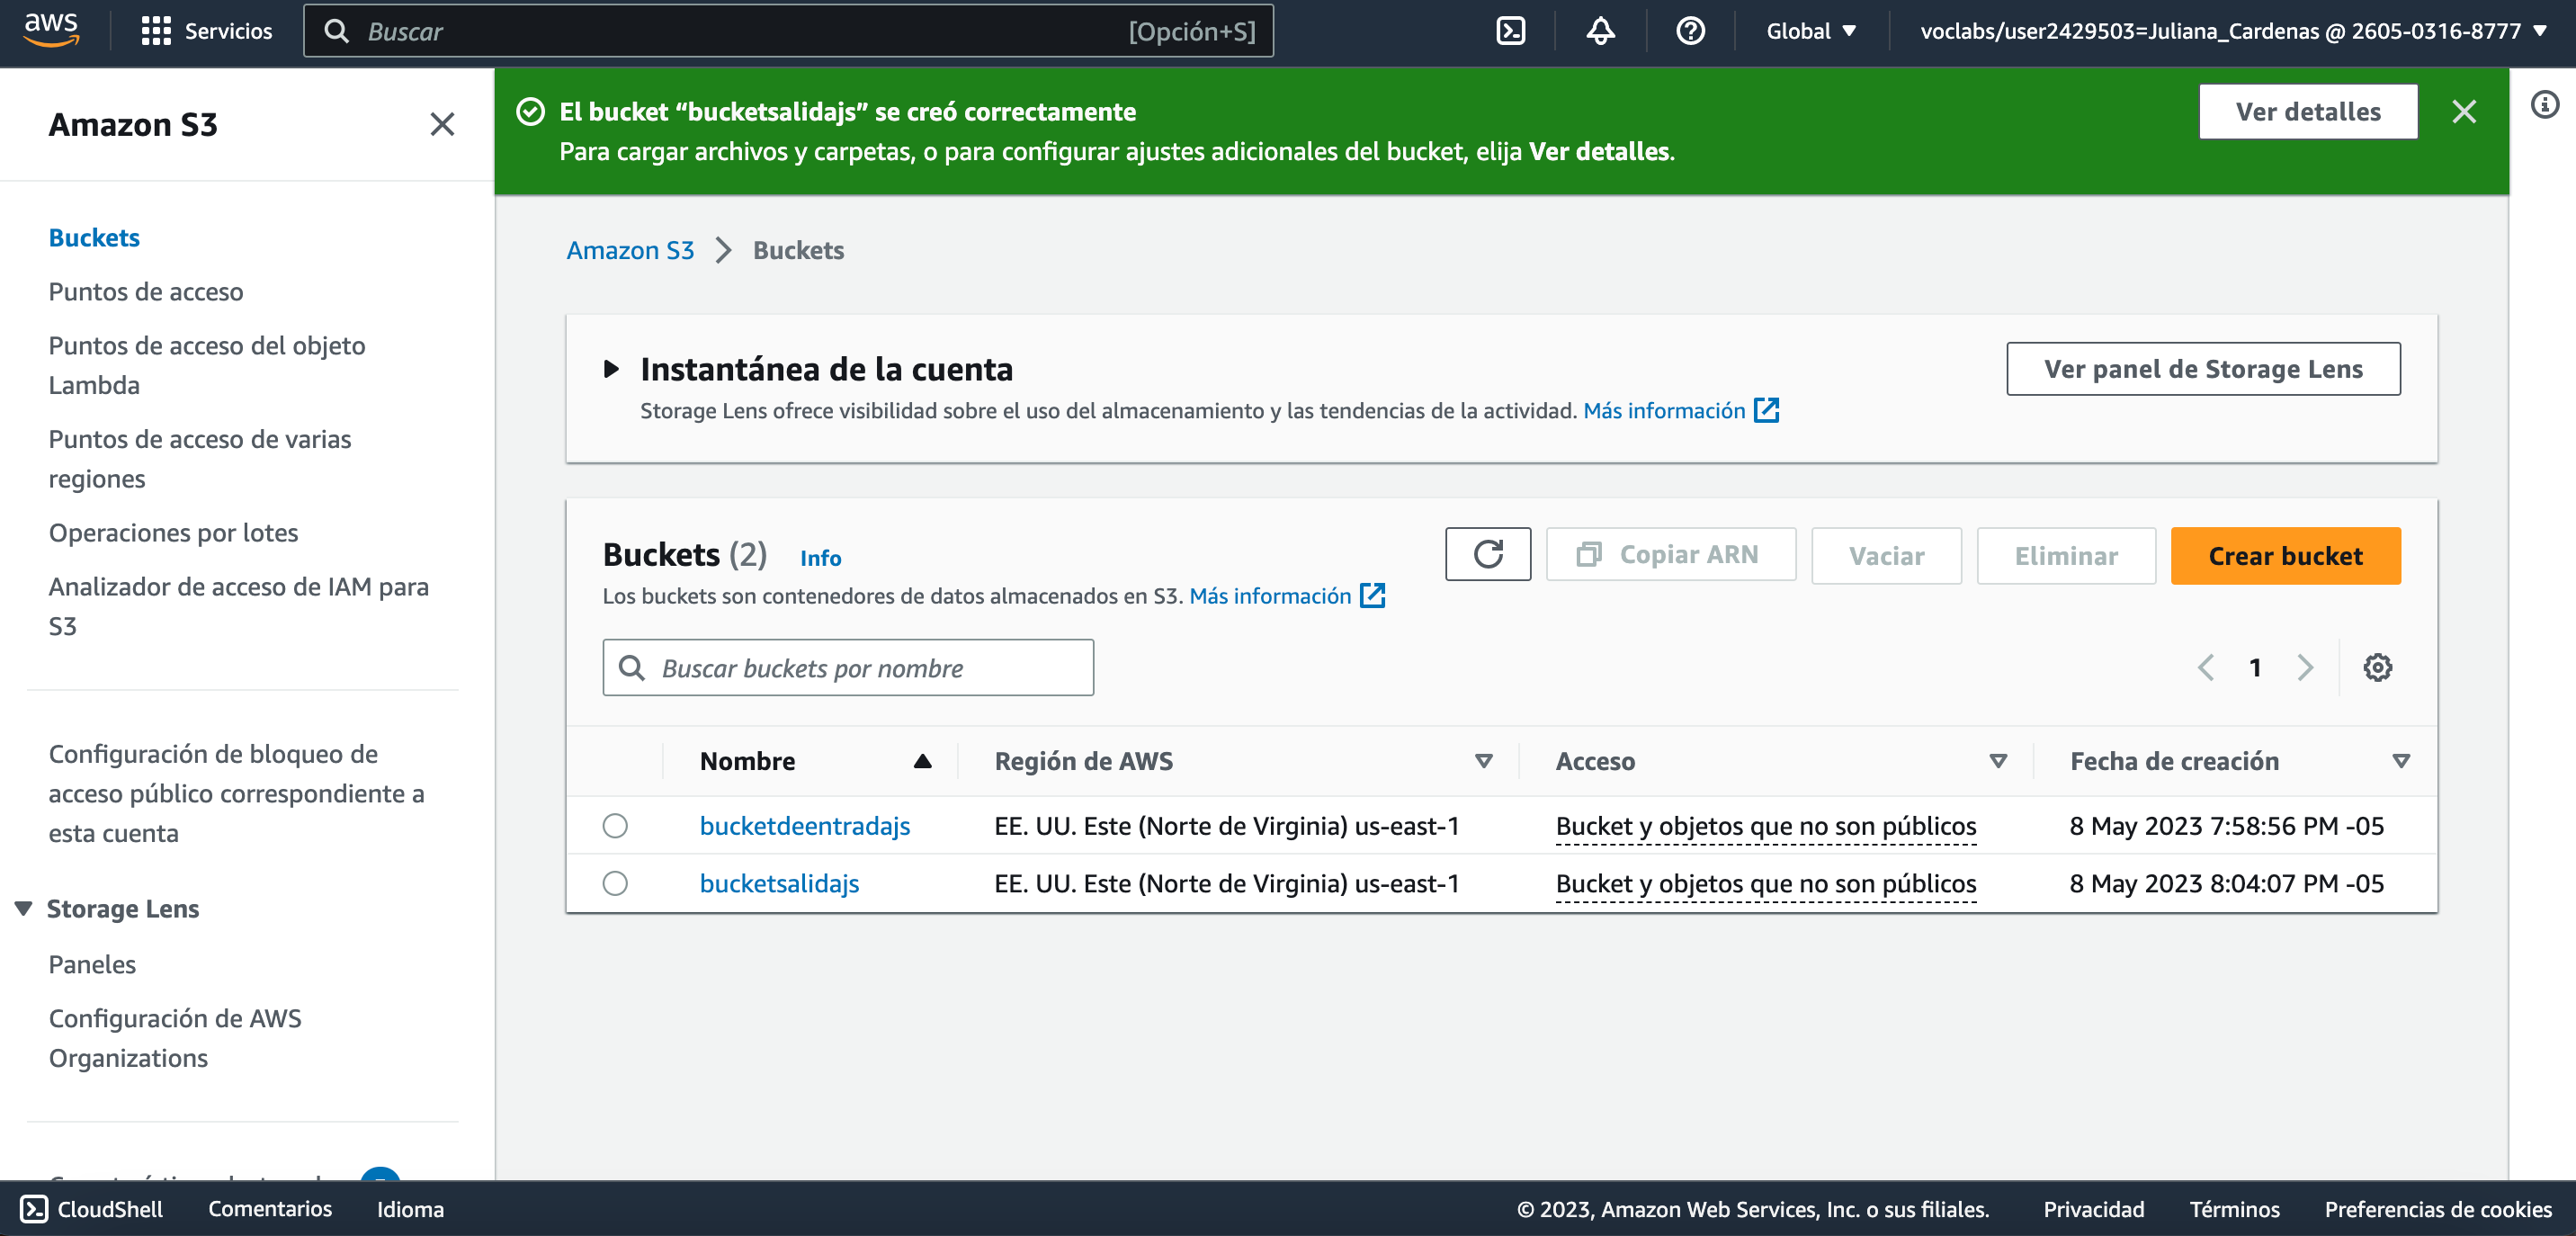 aws
Servicios
Buscar
[Opción+S]
Global
voclabs/user2429503=Juliana_Cardenas @ 2605-0316-8777
Amazon S3
Buckets
Puntos de acceso
Puntos de acceso del objeto
Lambda
Puntos de acceso de varias
regiones
Operaciones por lotes
Analizador de acceso de IAM para
S3
Configuración de bloqueo de
acceso público correspondiente a
esta cuenta
Storage Lens
Paneles
Configuración de AWS
Organizations
El bucket “bucketsalidajs” se creó correctamente
Para cargar archivos y carpetas, o para configurar ajustes adicionales del bucket, elija Ver detalles.
Ver detalles
Amazon S3 Buckets
Instantánea de la cuenta
Storage Lens ofrece visibilidad sobre el uso del almacenamiento y las tendencias de la actividad. Más información
Ver panel de Storage Lens
Buckets (2) Info
Los buckets son contenedores de datos almacenados en S3. Más información
Copiar ARN
Vaciar
Eliminar
Crear bucket
Buscar buckets por nombre
1
Nombre Región de AWS Acceso Fecha de creación
bucketdeentradajs EE. UU. Este (Norte de Virginia) us-east-1 Bucket y objetos que no son públicos 8 May 2023 7:58:56 PM -05
bucketsalidajs EE. UU. Este (Norte de Virginia) us-east-1 Bucket y objetos que no son públicos 8 May 2023 8:04:07 PM -05
CloudShell Comentarios Idioma
© 2023, Amazon Web Services, Inc. o sus filiales. Privacidad Términos Preferencias de cookies